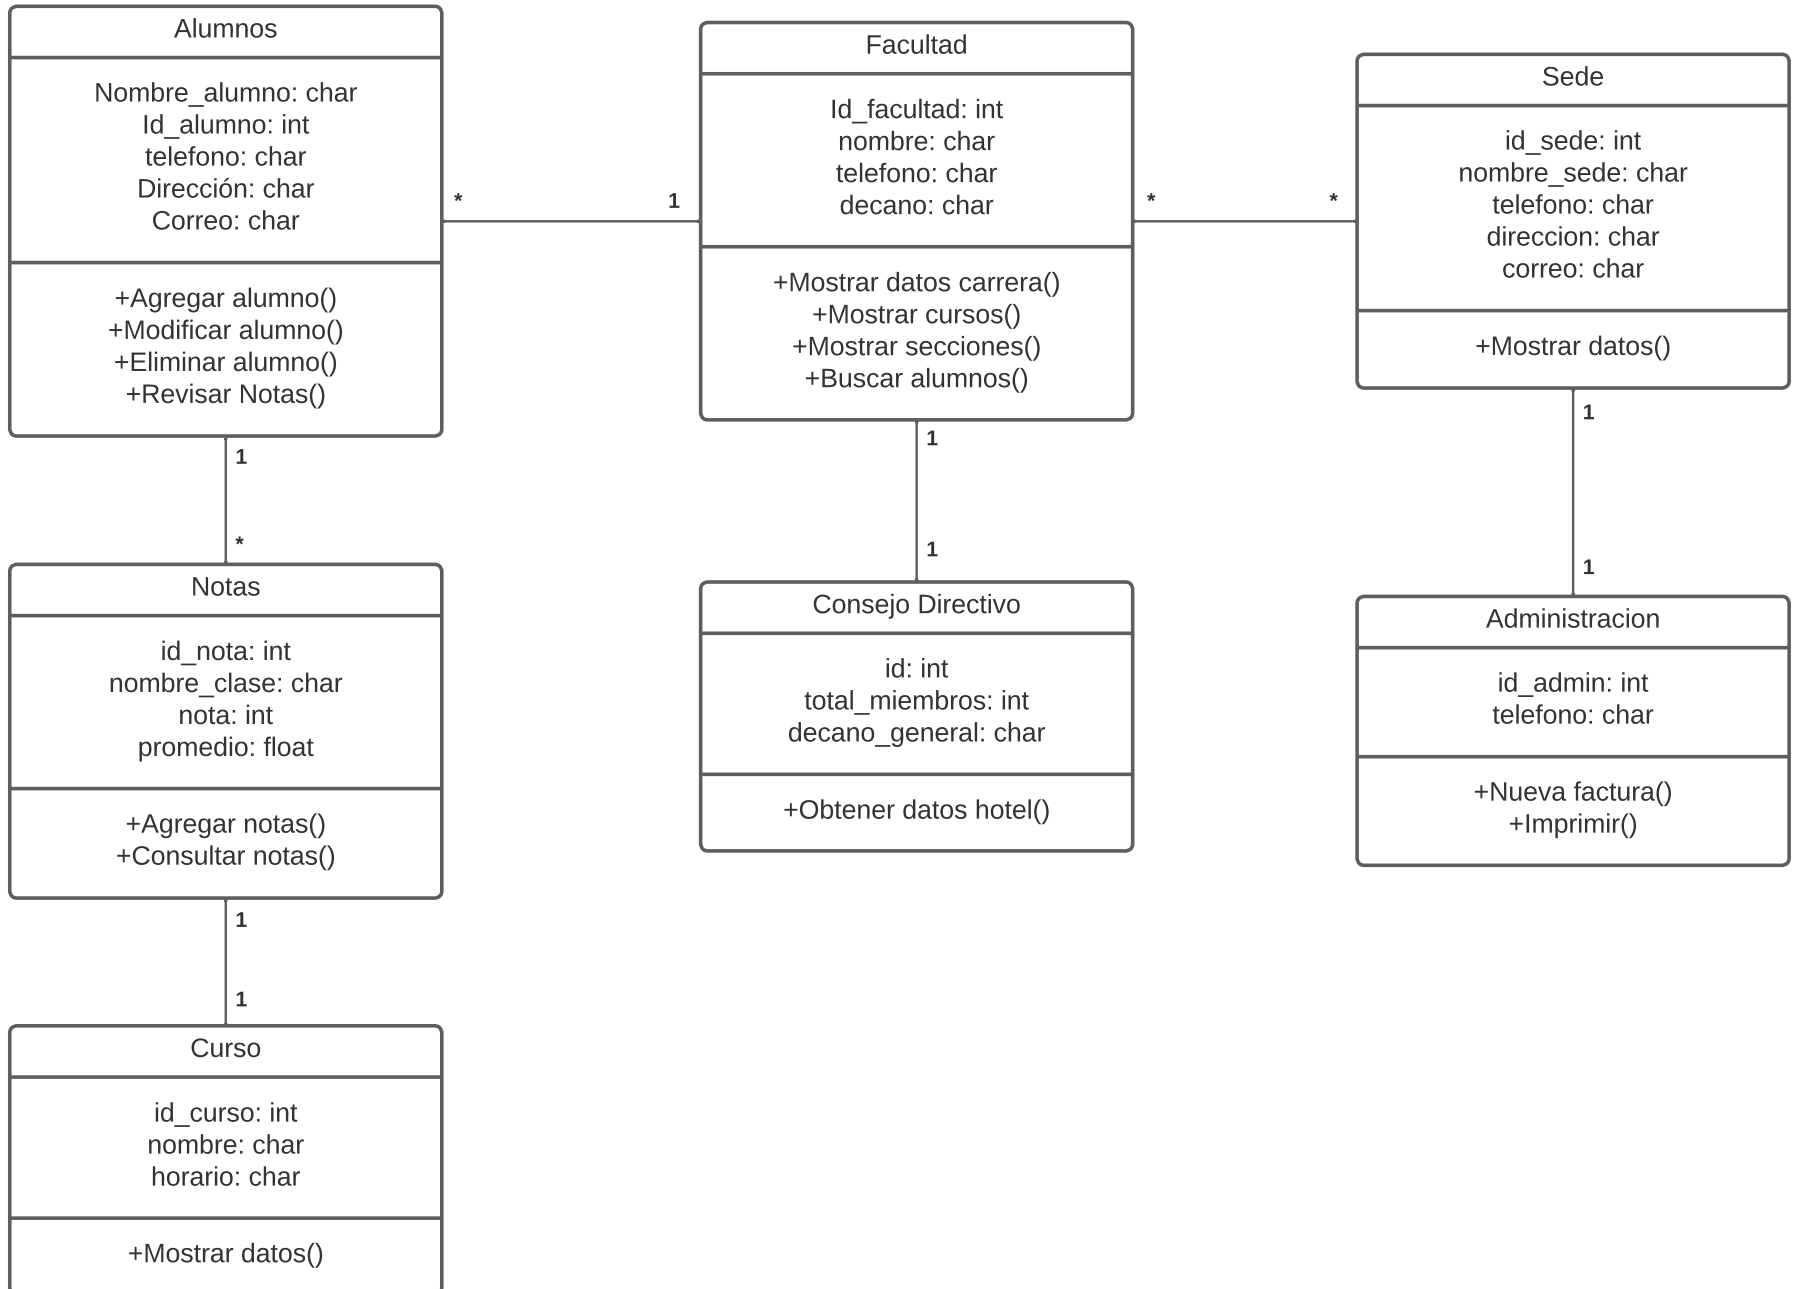 Alumnos
Nombre_alumno: char
Id_alumno: int
telefono: char
Dirección: char
Correo: char
+Agregar alumno()
+Modificar alumno()
+Eliminar alumno()
+Revisar Notas()
*
1
Facultad
Id_facultad: int
nombre: char
telefono: char
decano: char
+Mostrar datos carrera()
+Mostrar cursos()
+Mostrar secciones()
+Buscar alumnos()
*
*
Sede
id_sede: int
nombre_sede: char
telefono: char
direccion: char
correo: char
+Mostrar datos()
1
*
Notas
id_nota: int
nombre_clase: char
nota: int
promedio: float
+Agregar notas()
+Consultar notas()
1
1
Consejo Directivo
id: int
total_miembros: int
decano_general: char
+Obtener datos hotel()
1
1
Administracion
id_admin: int
telefono: char
+Nueva factura()
+Imprimir()
1
1
Curso
id_curso: int
nombre: char
horario: char
+Mostrar datos()